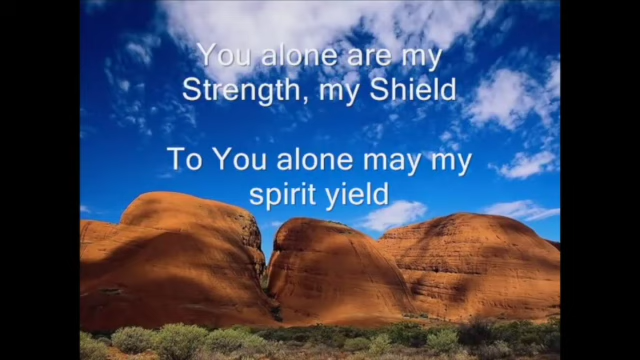 You alone are my
Strength, my Shield
To You alone may my
spirit yield